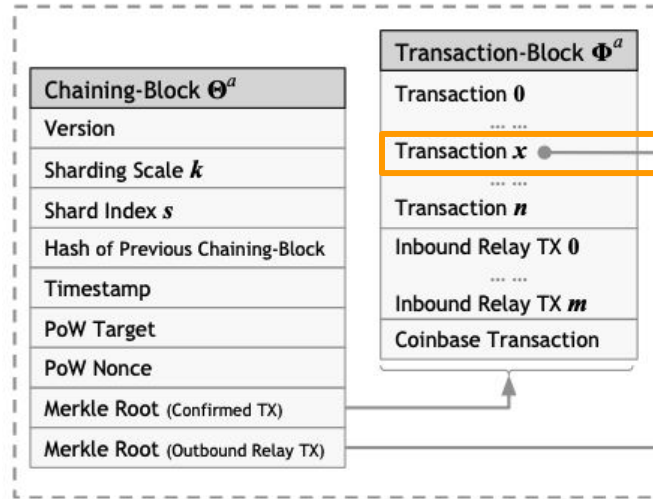 Chaining-Block Θᵃ
Version
Sharding Scale k
Shard Index s
Hash of Previous Chaining-Block
Timestamp
PoW Target
PoW Nonce
Merkle Root (Confirmed TX)
Merkle Root (Outbound Relay TX)
Transaction-Block Φᵃ
Transaction 0
... ...
Transaction x
... ...
Transaction n
Inbound Relay TX 0
... ...
Inbound Relay TX m
Coinbase Transaction